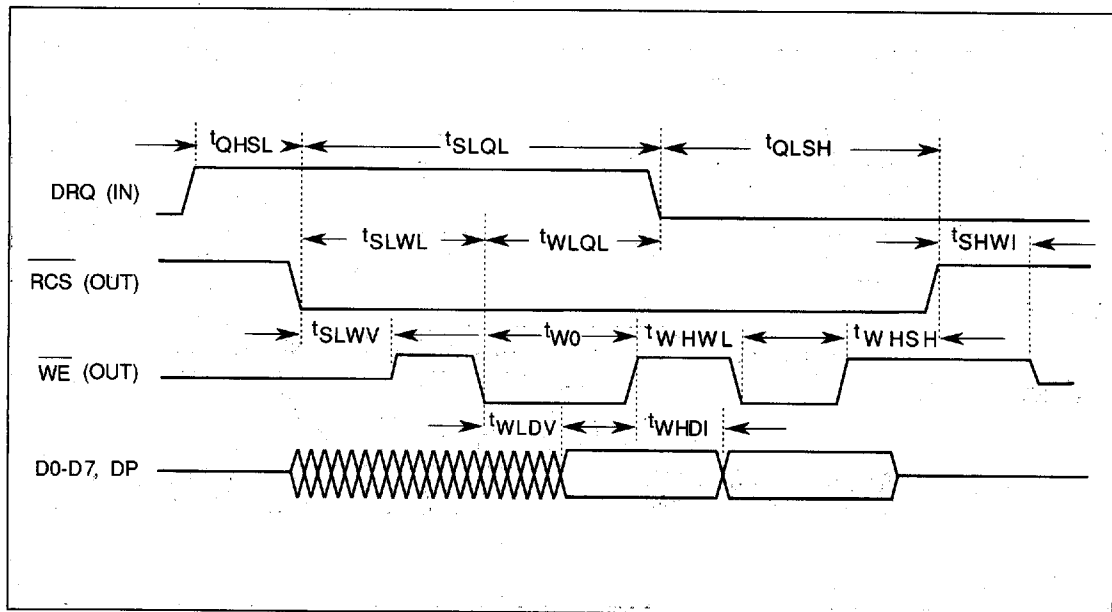 tQHSL tSLQL tQLSH
DRQ (IN)
tSLWL tWLQL tSHWI
RCS (OUT)
tSLWV tW0 tWHWL tWHSH
WE (OUT)
tWLDV tWHDI
D0-D7, DP